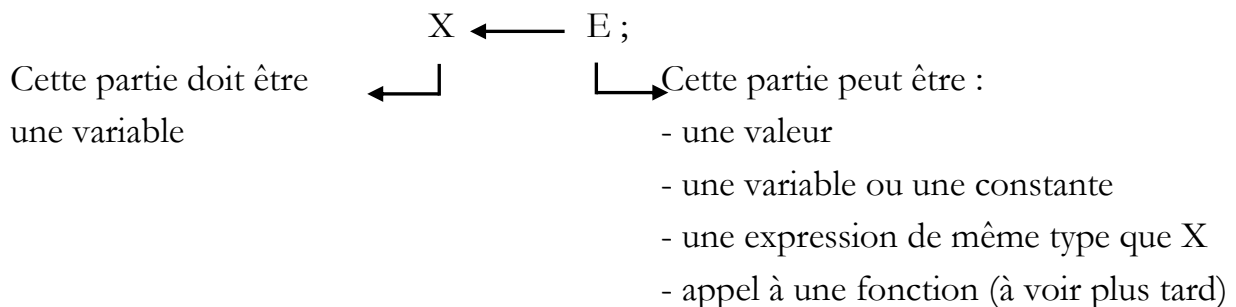 X E ;
Cette partie doit être
une variable
Cette partie peut être :
- une valeur
- une variable ou une constante
- une expression de même type que X
- appel à une fonction (à voir plus tard)